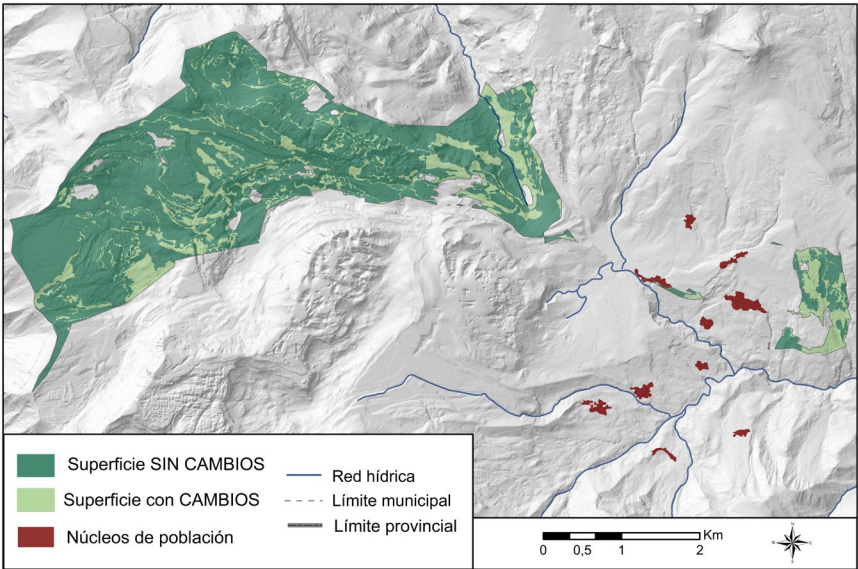 Superficie SIN CAMBIOS
Superficie con CAMBIOS
Núcleos de población
Red hídrica
Límite municipal
Límite provincial
0 0,5 1 2 Km
N
W E
S